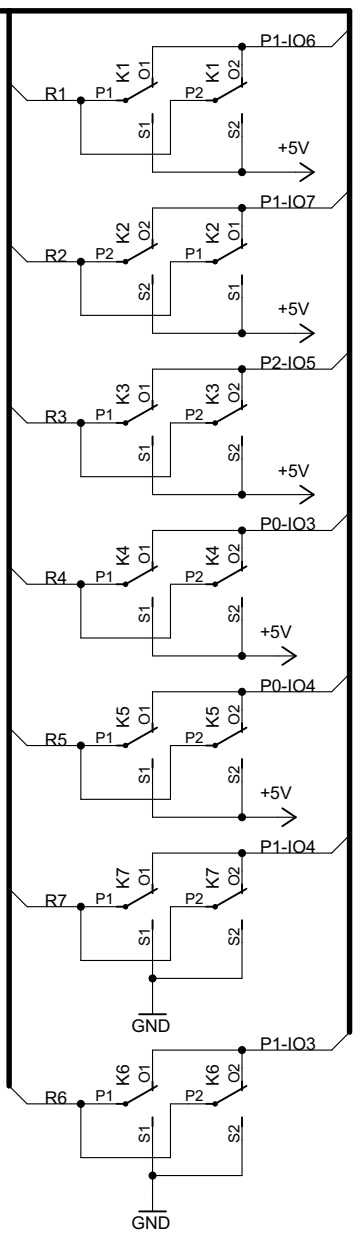 P1-IO6
K1 O1 K1 O2
R1 P1 P2
S1 S2
+5V
P1-IO7
K2 O2 K2 O1
R2 P2 P1
S2 S1
+5V
P2-IO5
K3 O1 K3 O2
R3 P1 P2
S1 S2
+5V
P0-IO3
K4 O1 K4 O2
R4 P1 P2
S1 S2
+5V
P0-IO4
K5 O1 K5 O2
R5 P1 P2
S1 S2
+5V
P1-IO4
K7 O1 K7 O2
R7 P1 P2
S1 S2
GND
P1-IO3
K6 O1 K6 O2
R6 P1 P2
S1 S2
GND